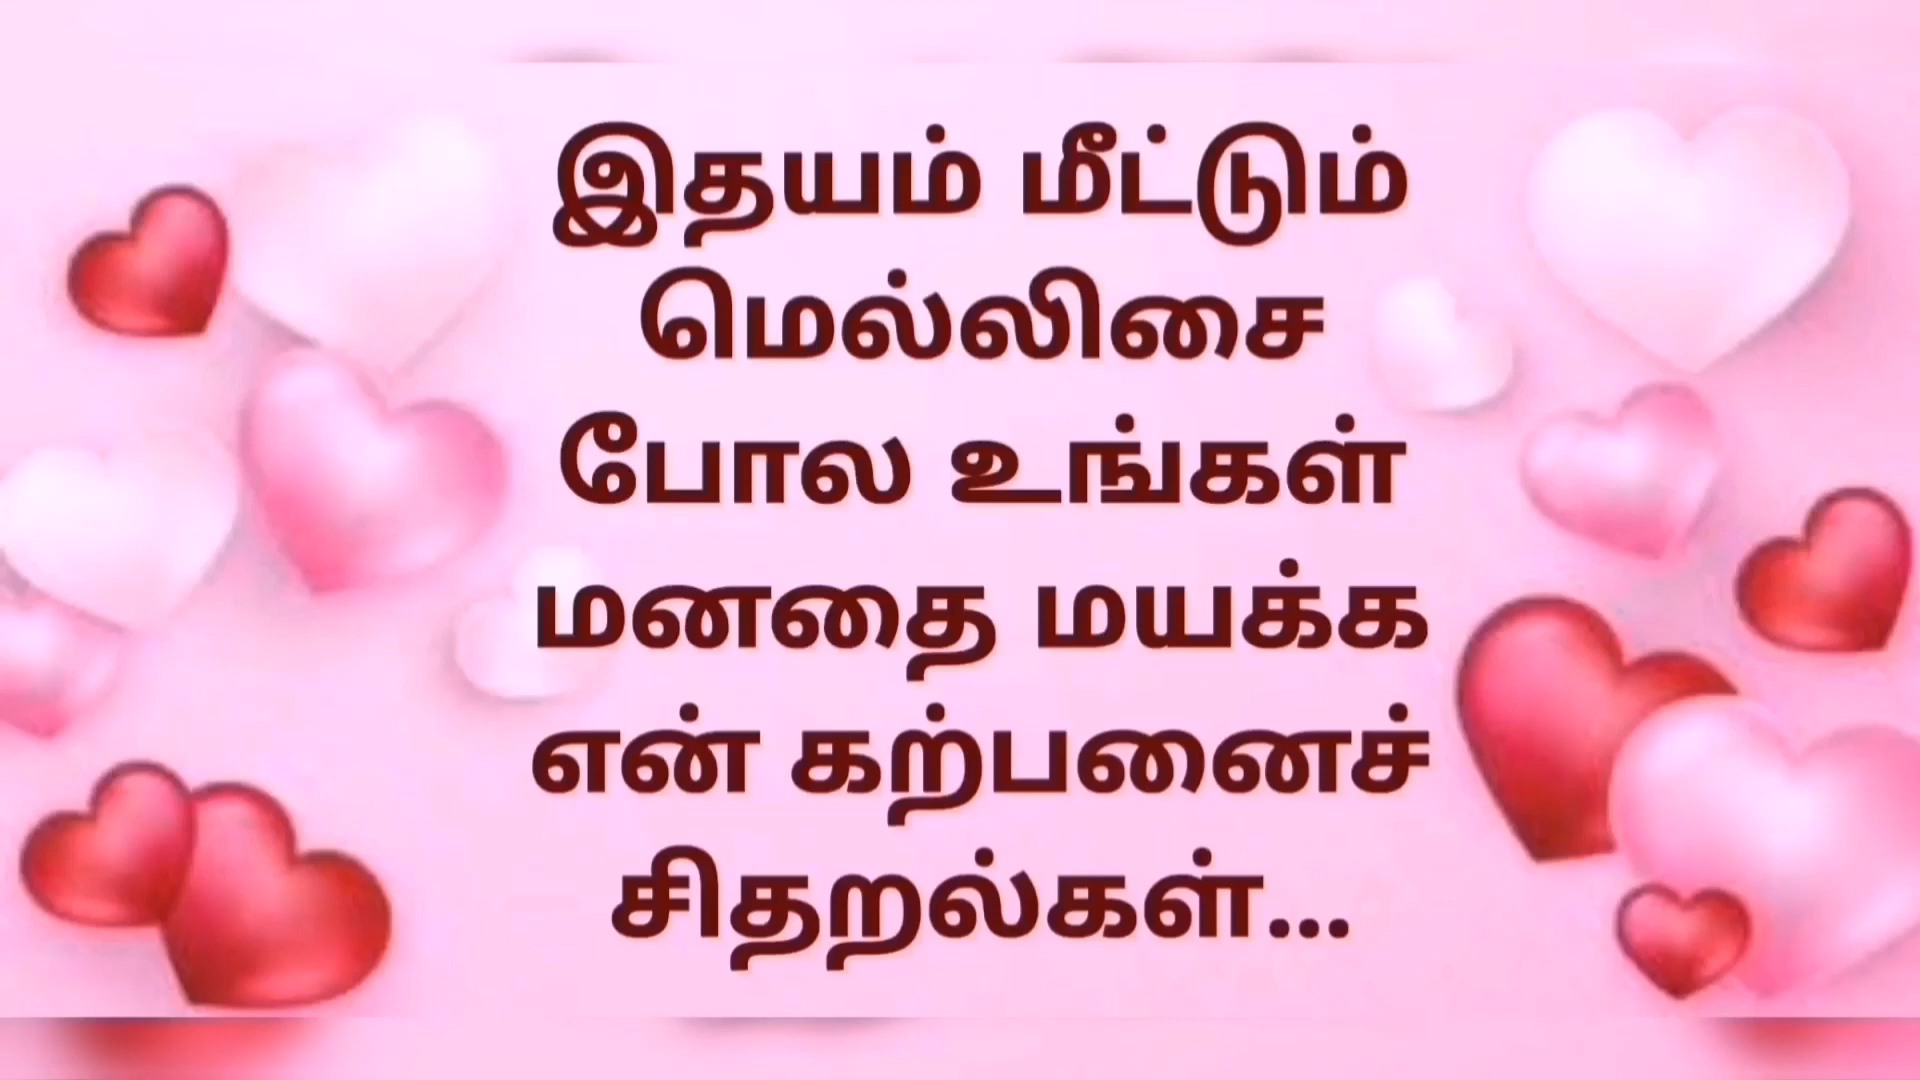 இதயம் மீட்டும்
மெல்லிசை
போல உங்கள்
மனதை மயக்க
என் கற்பனைச்
சிதறல்கள்...